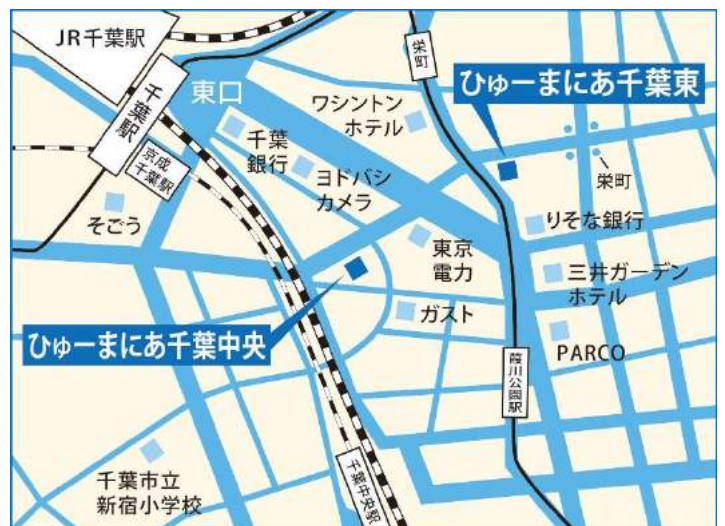 JR千葉駅
千葉駅
京成
千葉駅
そごう
東口
千葉
銀行
ヨドバシ
カメラ
ワシントン
ホテル
栄町
ひゅーまにあ千葉東
栄町
りそな銀行
三井ガーデン
ホテル
PARCO
東京
電力
ガスト
ひゅーまにあ千葉中央
葭川公園駅
千葉中央駅
千葉市立
新宿小学校